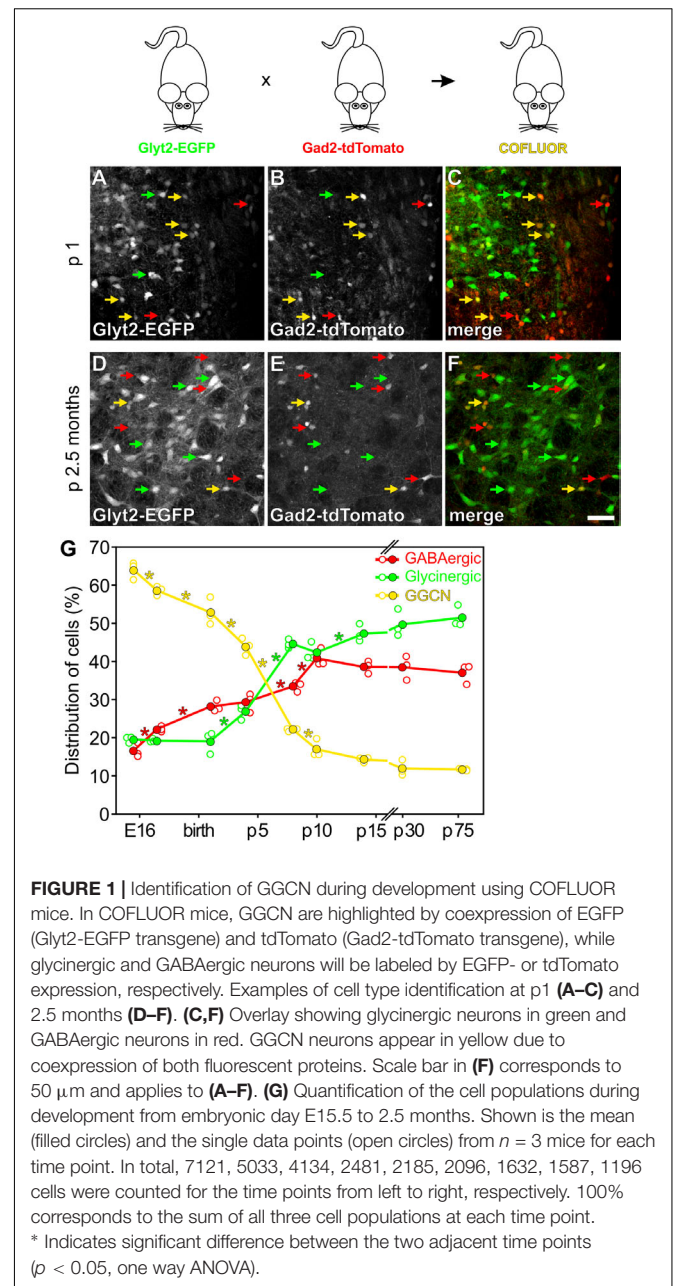 x
Glyt2-EGFP Gad2-tdTomato COFLUOR
p 1
A B C
Glyt2-EGFP Gad2-tdTomato merge
p 2.5 months
D E F
Glyt2-EGFP Gad2-tdTomato merge
G
Distribution of cells (%)
70
60
50
40
30
20
10
0
GABAergic
Glycinergic
GGCN
* * * * * * * * * * * *
E16 birth p5 p10 p15 p30 p75
FIGURE 1 | Identification of GGCN during development using COFLUOR
mice. In COFLUOR mice, GGCN are highlighted by coexpression of EGFP
(Glyt2-EGFP transgene) and tdTomato (Gad2-tdTomato transgene), while
glycinergic and GABAergic neurons will be labeled by EGFP- or tdTomato
expression, respectively. Examples of cell type identification at p1 (A–C) and
2.5 months (D–F). (C,F) Overlay showing glycinergic neurons in green and
GABAergic neurons in red. GGCN neurons appear in yellow due to
coexpression of both fluorescent proteins. Scale bar in (F) corresponds to
50 μm and applies to (A–F). (G) Quantification of the cell populations during
development from embryonic day E15.5 to 2.5 months. Shown is the mean
(filled circles) and the single data points (open circles) from n = 3 mice for each
time point. In total, 7121, 5033, 4134, 2481, 2185, 2096, 1632, 1587, 1196
cells were counted for the time points from left to right, respectively. 100%
corresponds to the sum of all three cell populations at each time point.
* Indicates significant difference between the two adjacent time points
(p < 0.05, one way ANOVA).